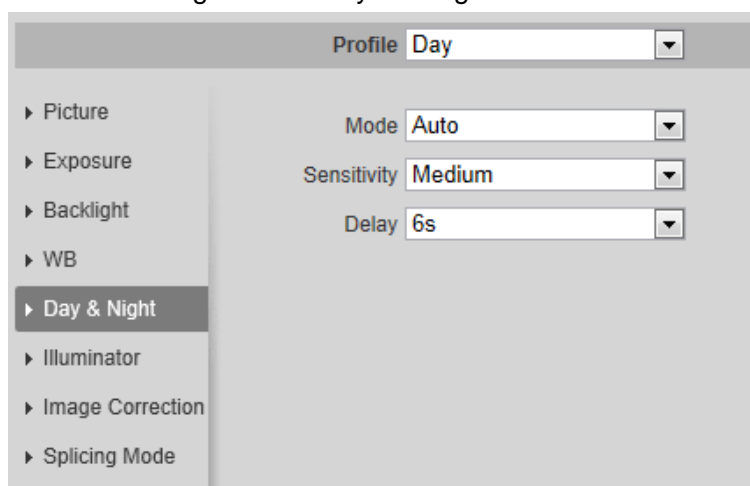 Profile Day
Picture
Mode Auto
Exposure
Sensitivity Medium
Backlight
Delay 6s
WB
Day & Night
Illuminator
Image Correction
Splicing Mode